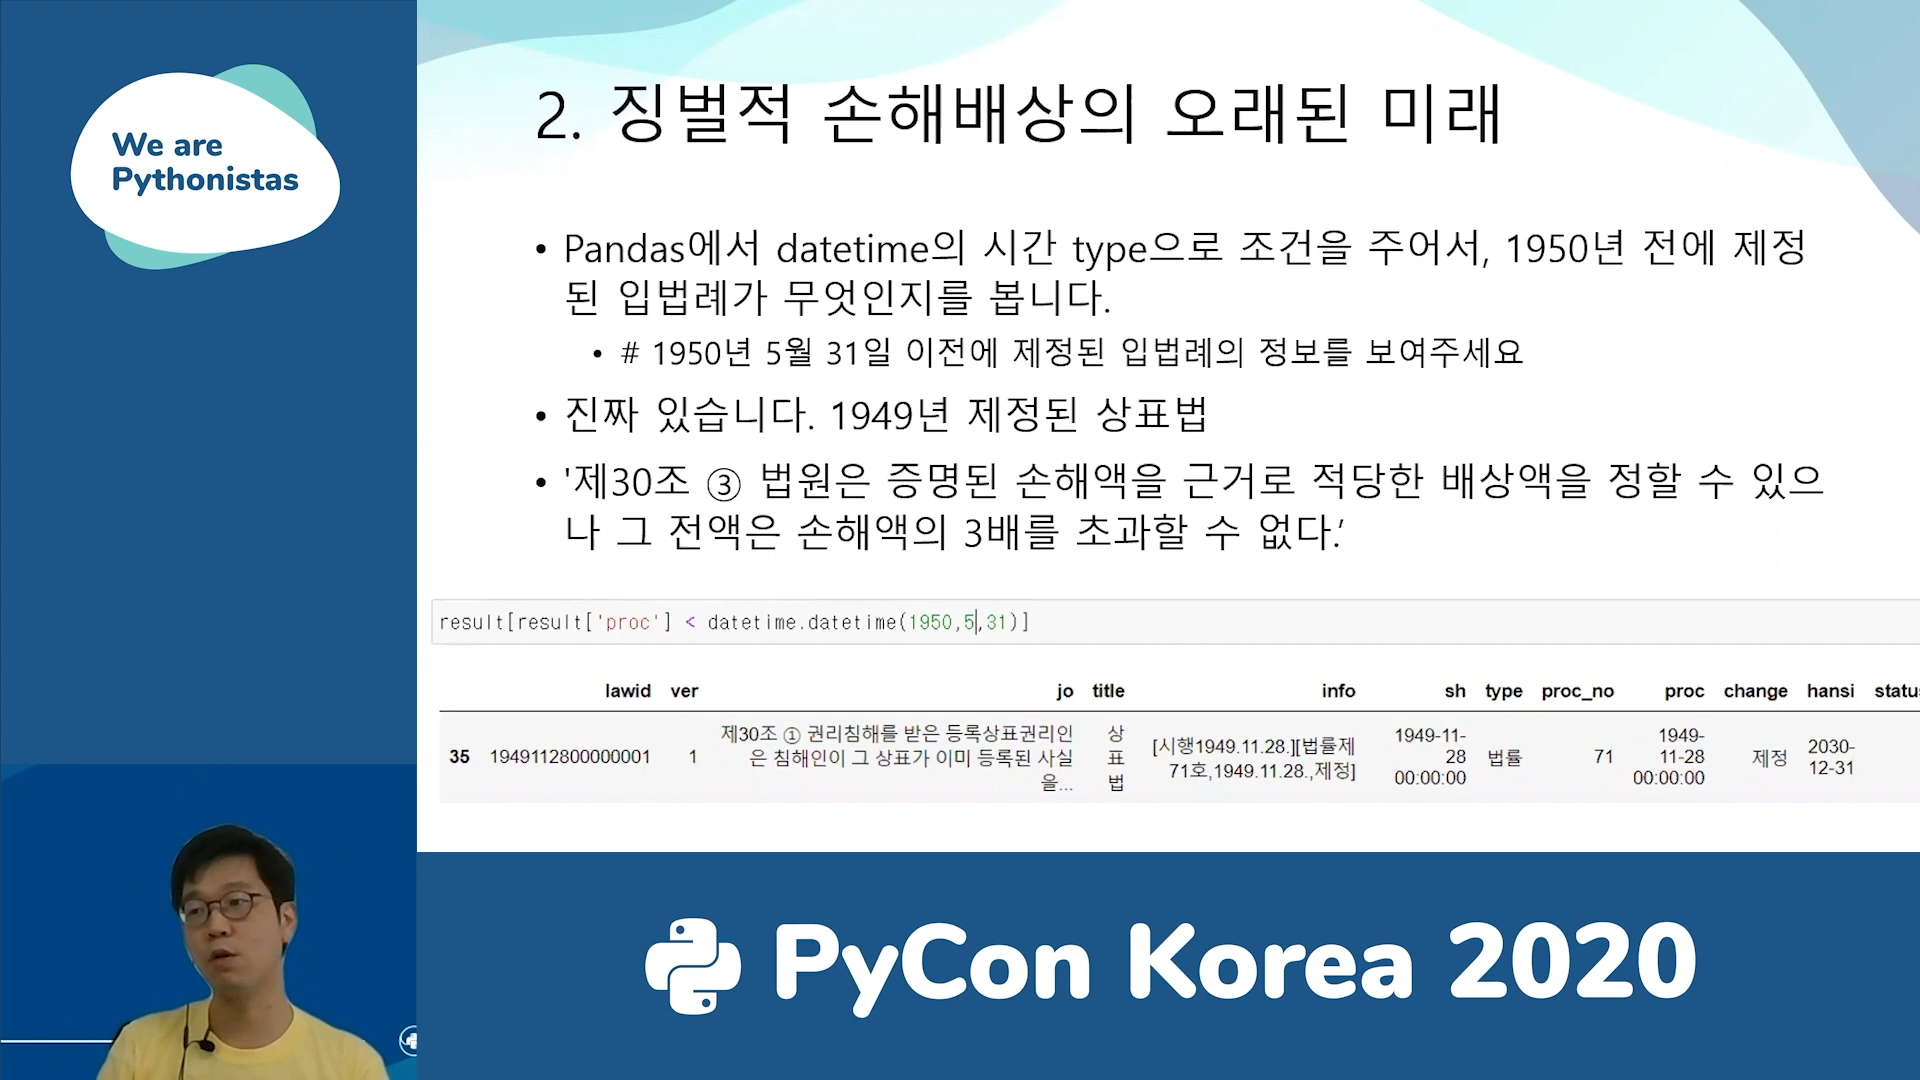 We are
Pythonistas
2. 징벌적 손해배상의 오래된 미래
• Pandas에서 datetime의 시간 type으로 조건을 주어서, 1950년 전에 제정
된 입법례가 무엇인지를 봅니다.
• # 1950년 5월 31일 이전에 제정된 입법례의 정보를 보여주세요
• 진짜 있습니다. 1949년 제정된 상표법
• '제30조 ③ 법원은 증명된 손해액을 근거로 적당한 배상액을 정할 수 있으
나 그 전액은 손해액의 3배를 초과할 수 없다.’
result[result['proc'] < datetime.datetime(1950,5,31)]
lawid ver jo title info sh type proc_no proc change hansi statu
35 1949112800000001 1 제30조 ① 권리침해를 받은 등록상표권리인
은 침해인이 그 상표가 이미 등록된 사실
을...
상
표
법
[시행1949.11.28.][법률제
71호,1949.11.28.,제정]
1949-11-
28
00:00:00
법률
71
1949-
11-28
00:00:00
제정
2030-
12-31
PyCon Korea 2020